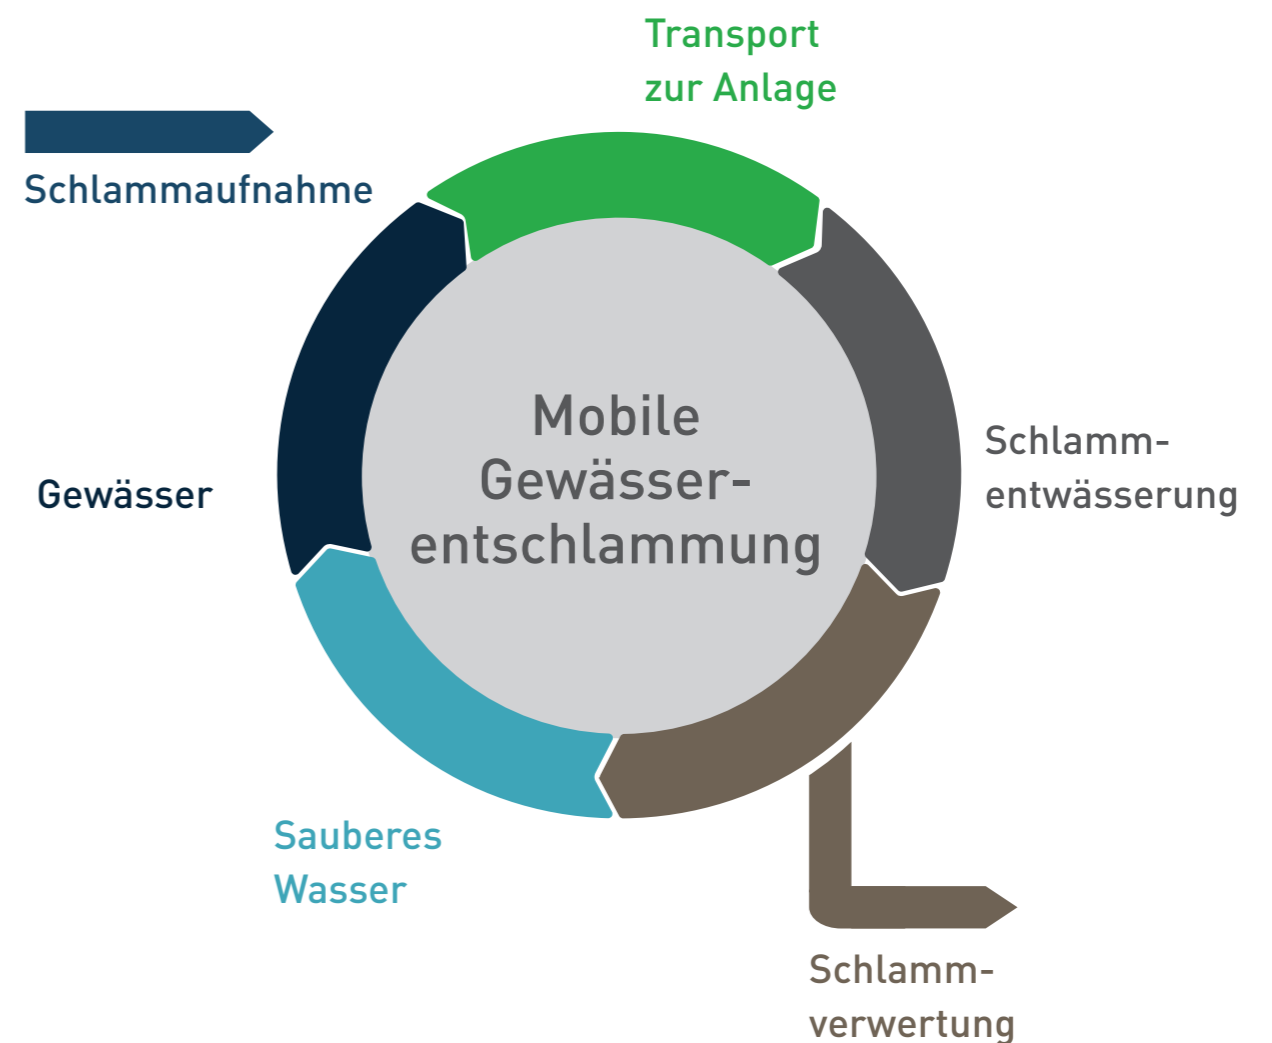 Transport
zur Anlage
Schlammaufnahme
Mobile
Gewässer-
entschlammung
Schlamm-
entwässerung
Gewässer
Sauberes
Wasser
Schlamm-
verwertung